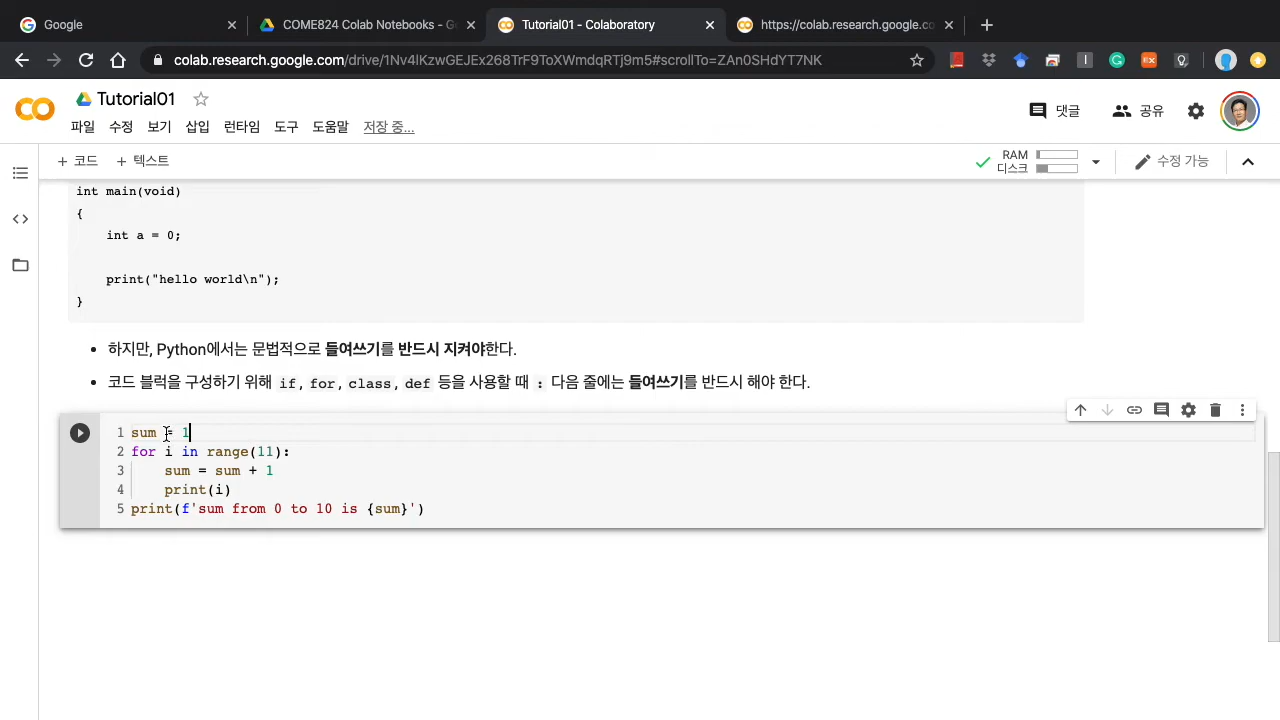 Google
COME824 Colab Notebooks - Go
Tutorial01 - Colaboratory
https://colab.research.google.co
colab.research.google.com/drive/1Nv4lKzwGEJEx268TrF9ToXWmdqRTj9m5#scrollTo=ZAn0SHdYT7NK
Tutorial01
댓글
공유
파일 수정 보기 삽입 런타임 도구 도움말 저장 중...
+ 코드 + 텍스트
RAM
디스크
수정 가능
int main(void)
{
int a = 0;
print("hello world\n");
}
• 하지만, Python에서는 문법적으로 들여쓰기를 반드시 지켜야한다.
• 코드 블럭을 구성하기 위해 if, for, class, def 등을 사용할 때 : 다음 줄에는 들여쓰기를 반드시 해야 한다.
1 sum = 1
2 for i in range(11):
3 sum = sum + 1
4 print(i)
5 print(f'sum from 0 to 10 is {sum}')